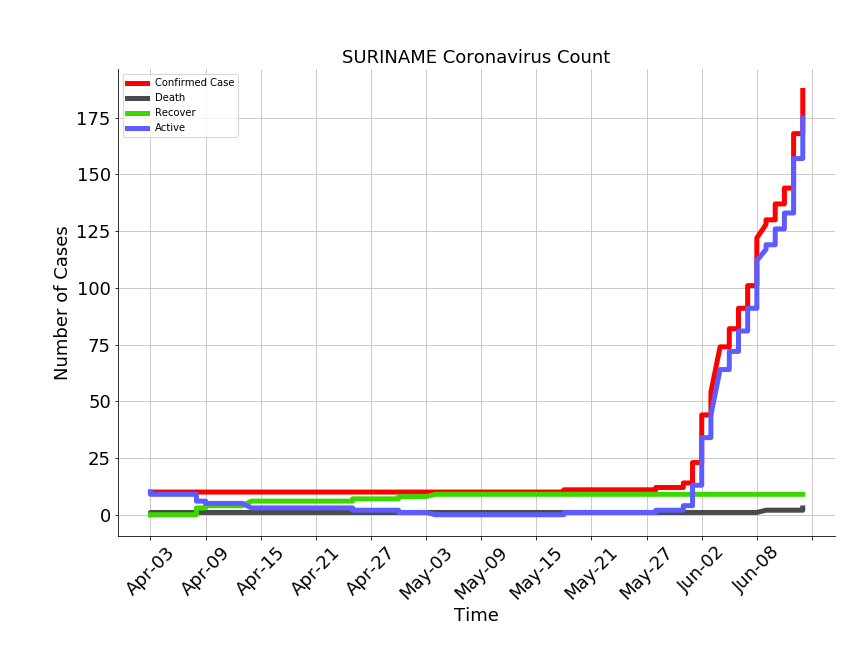 SURINAME Coronavirus Count
Confirmed Case
Death
Recover
Active
Number of Cases
175
150
125
100
75
50
25
0
Apr-03
Apr-09
Apr-15
Apr-21
Apr-27
May-03
May-09
May-15
May-21
May-27
Jun-02
Jun-08
Time